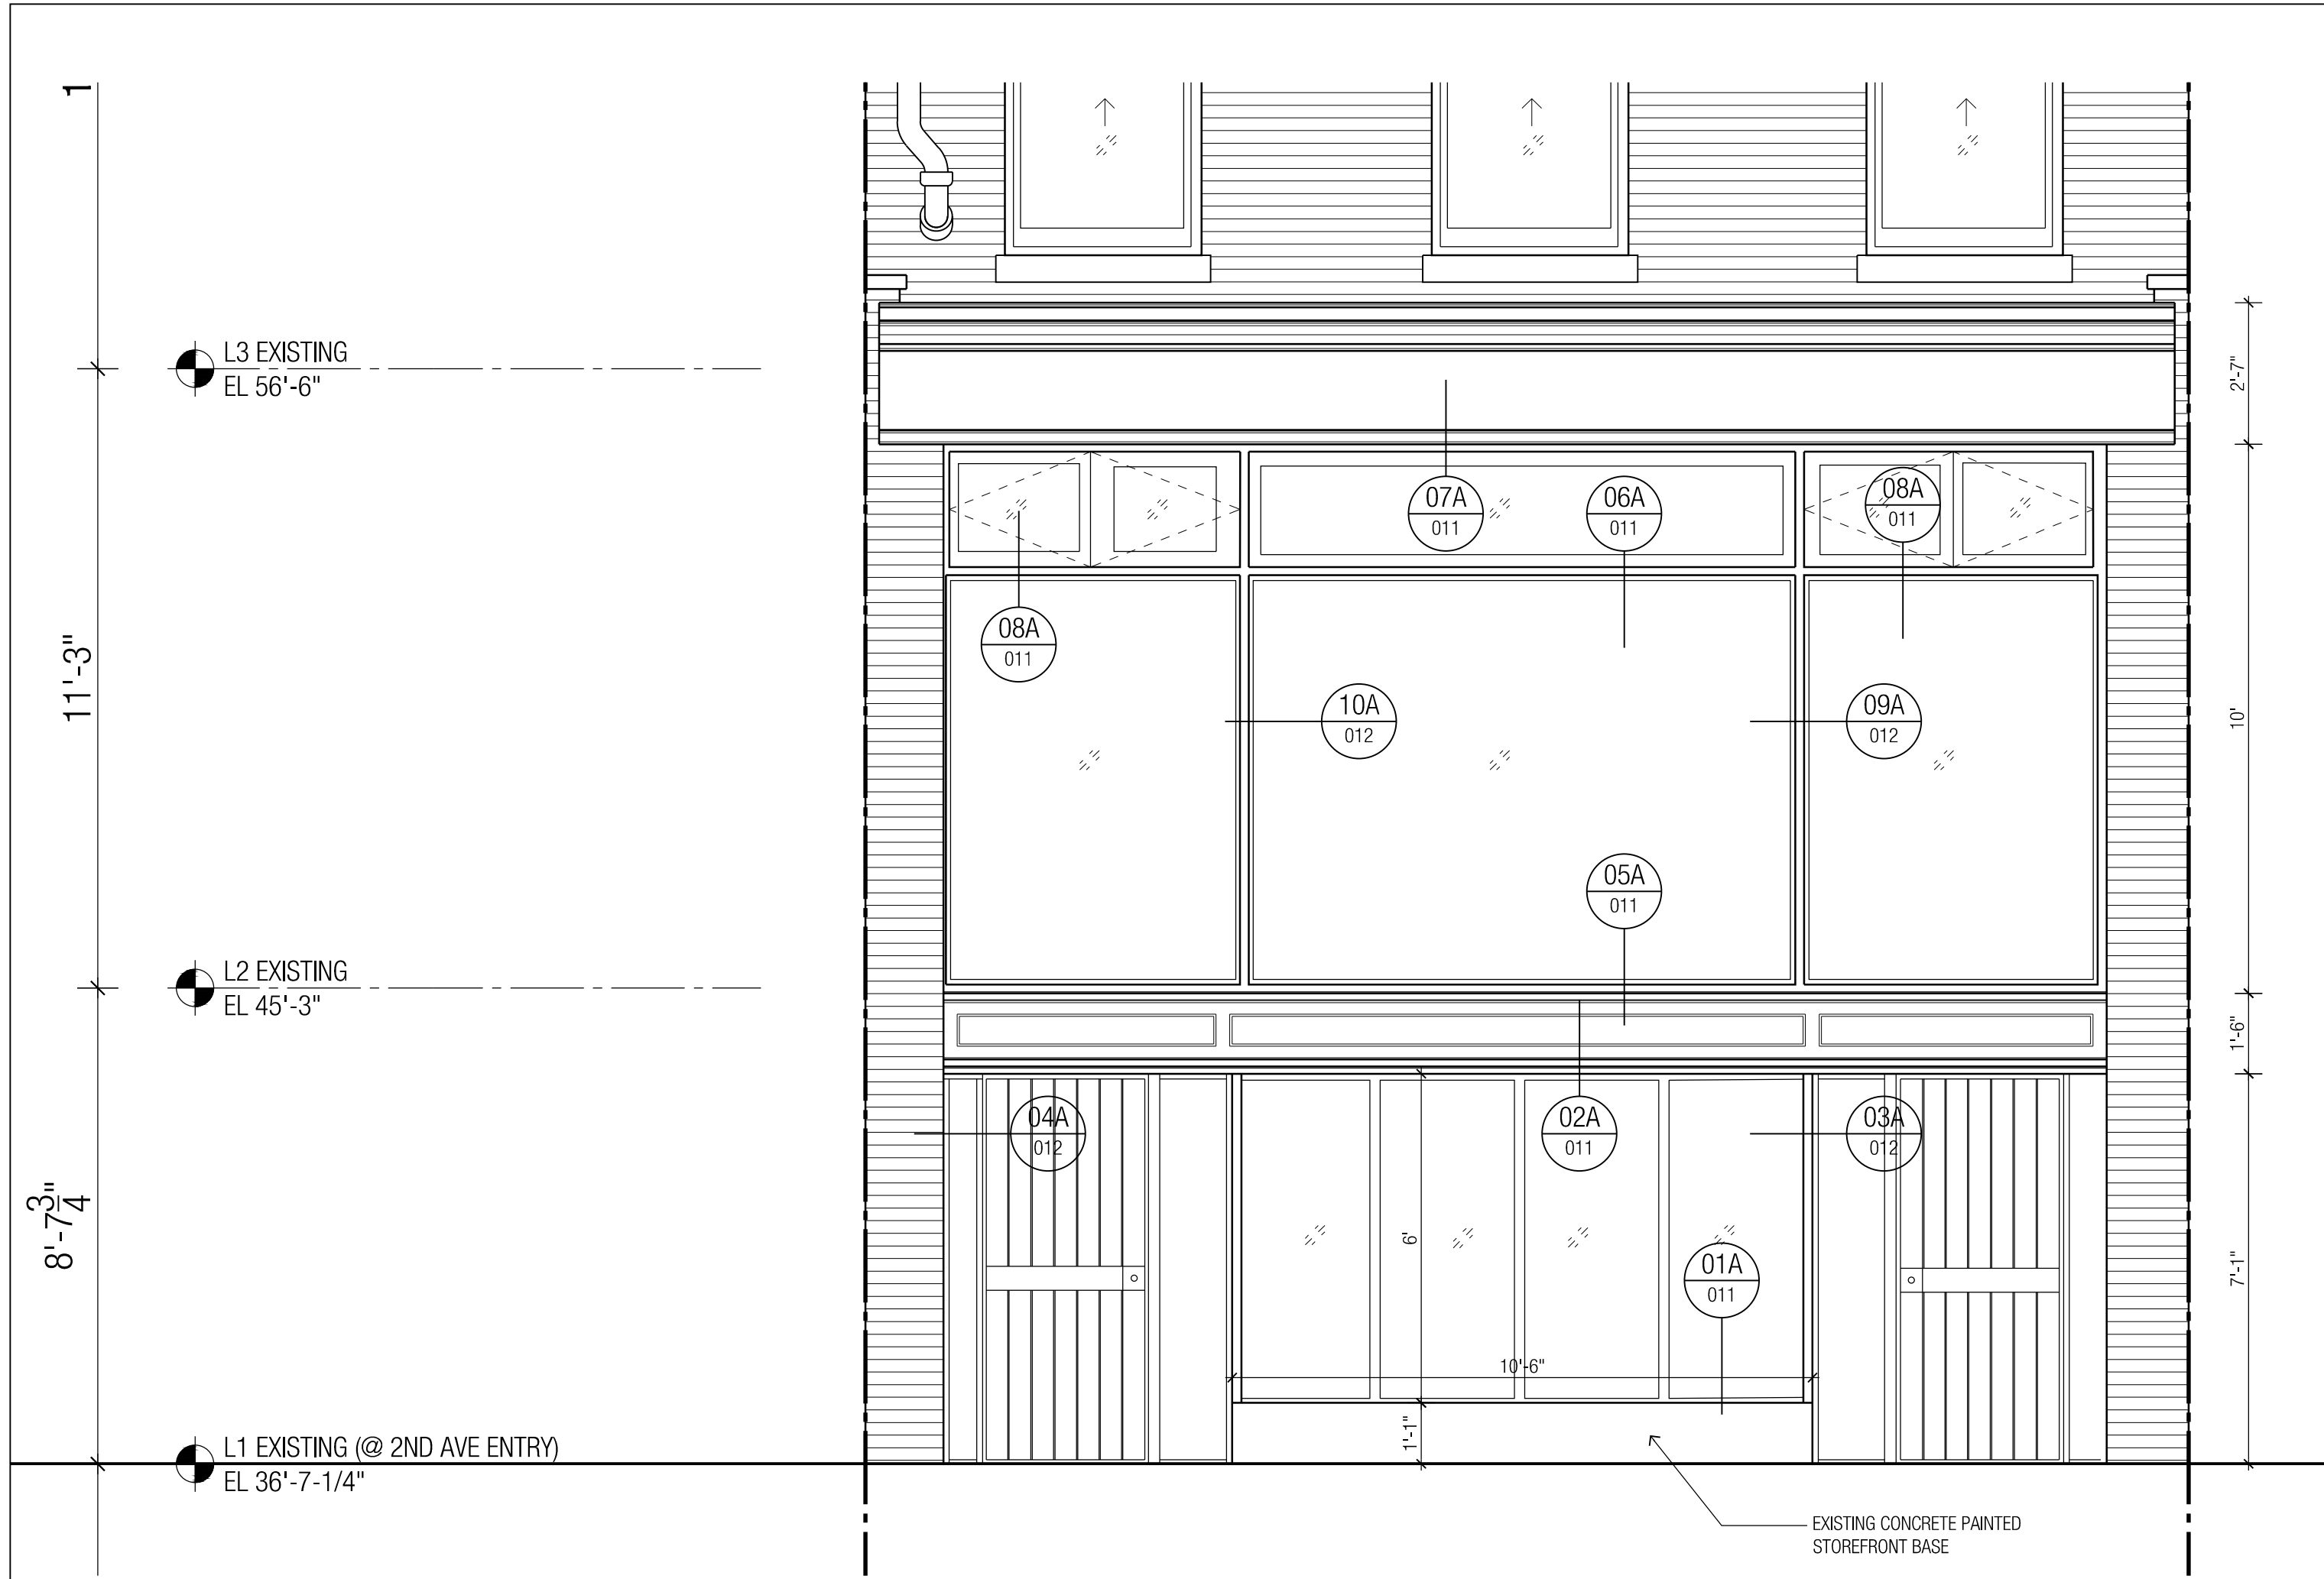 1
L3 EXISTING
EL 56'-6"
2'-7"
07A
011
06A
011
08A
011
08A
011
11'-3"
10A
012
09A
012
10'
05A
011
L2 EXISTING
EL 45'-3"
1'-6"
04A
012
02A
011
03A
012
8'-7 3/4"
6'
01A
011
7'-1"
10'-6"
1'-1"
L1 EXISTING (@ 2ND AVE ENTRY)
EL 36'-7-1/4"
EXISTING CONCRETE PAINTED
STOREFRONT BASE